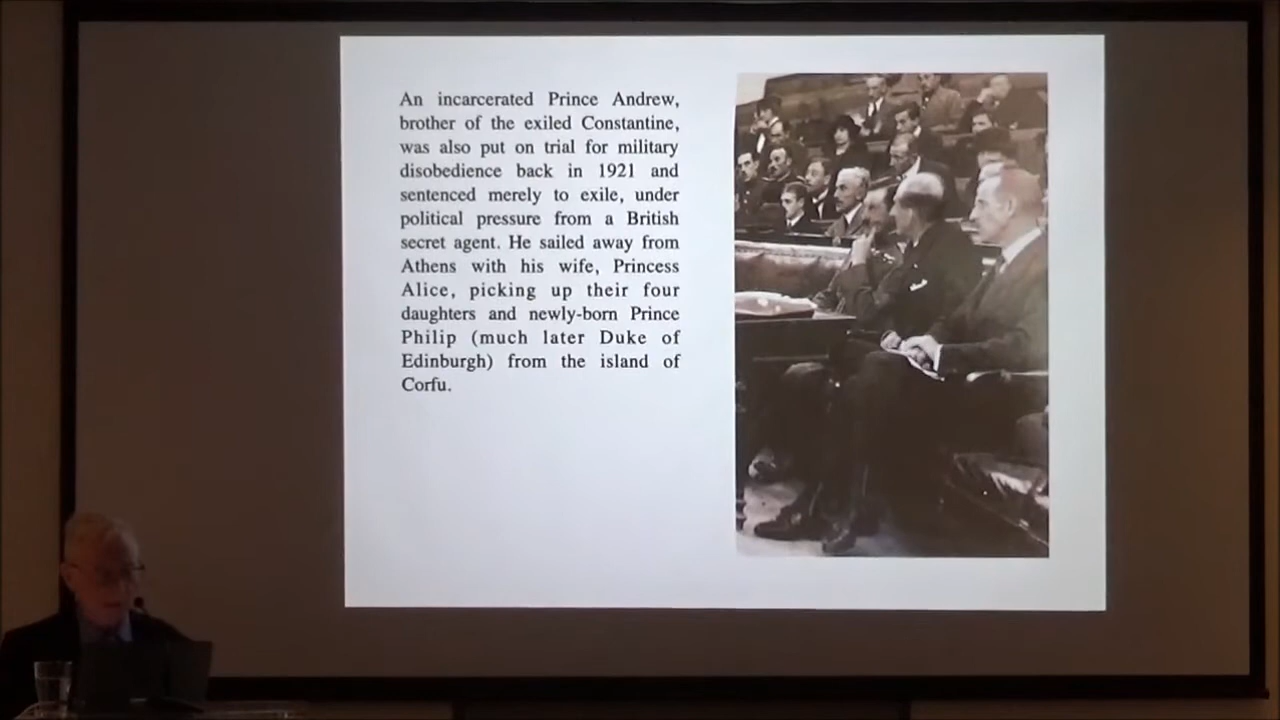 An incarcerated Prince Andrew,
brother of the exiled Constantine,
was also put on trial for military
disobedience back in 1921 and
sentenced merely to exile, under
political pressure from a British
secret agent. He sailed away from
Athens with his wife, Princess
Alice, picking up their four
daughters and newly-born Prince
Philip (much later Duke of
Edinburgh) from the island of
Corfu.